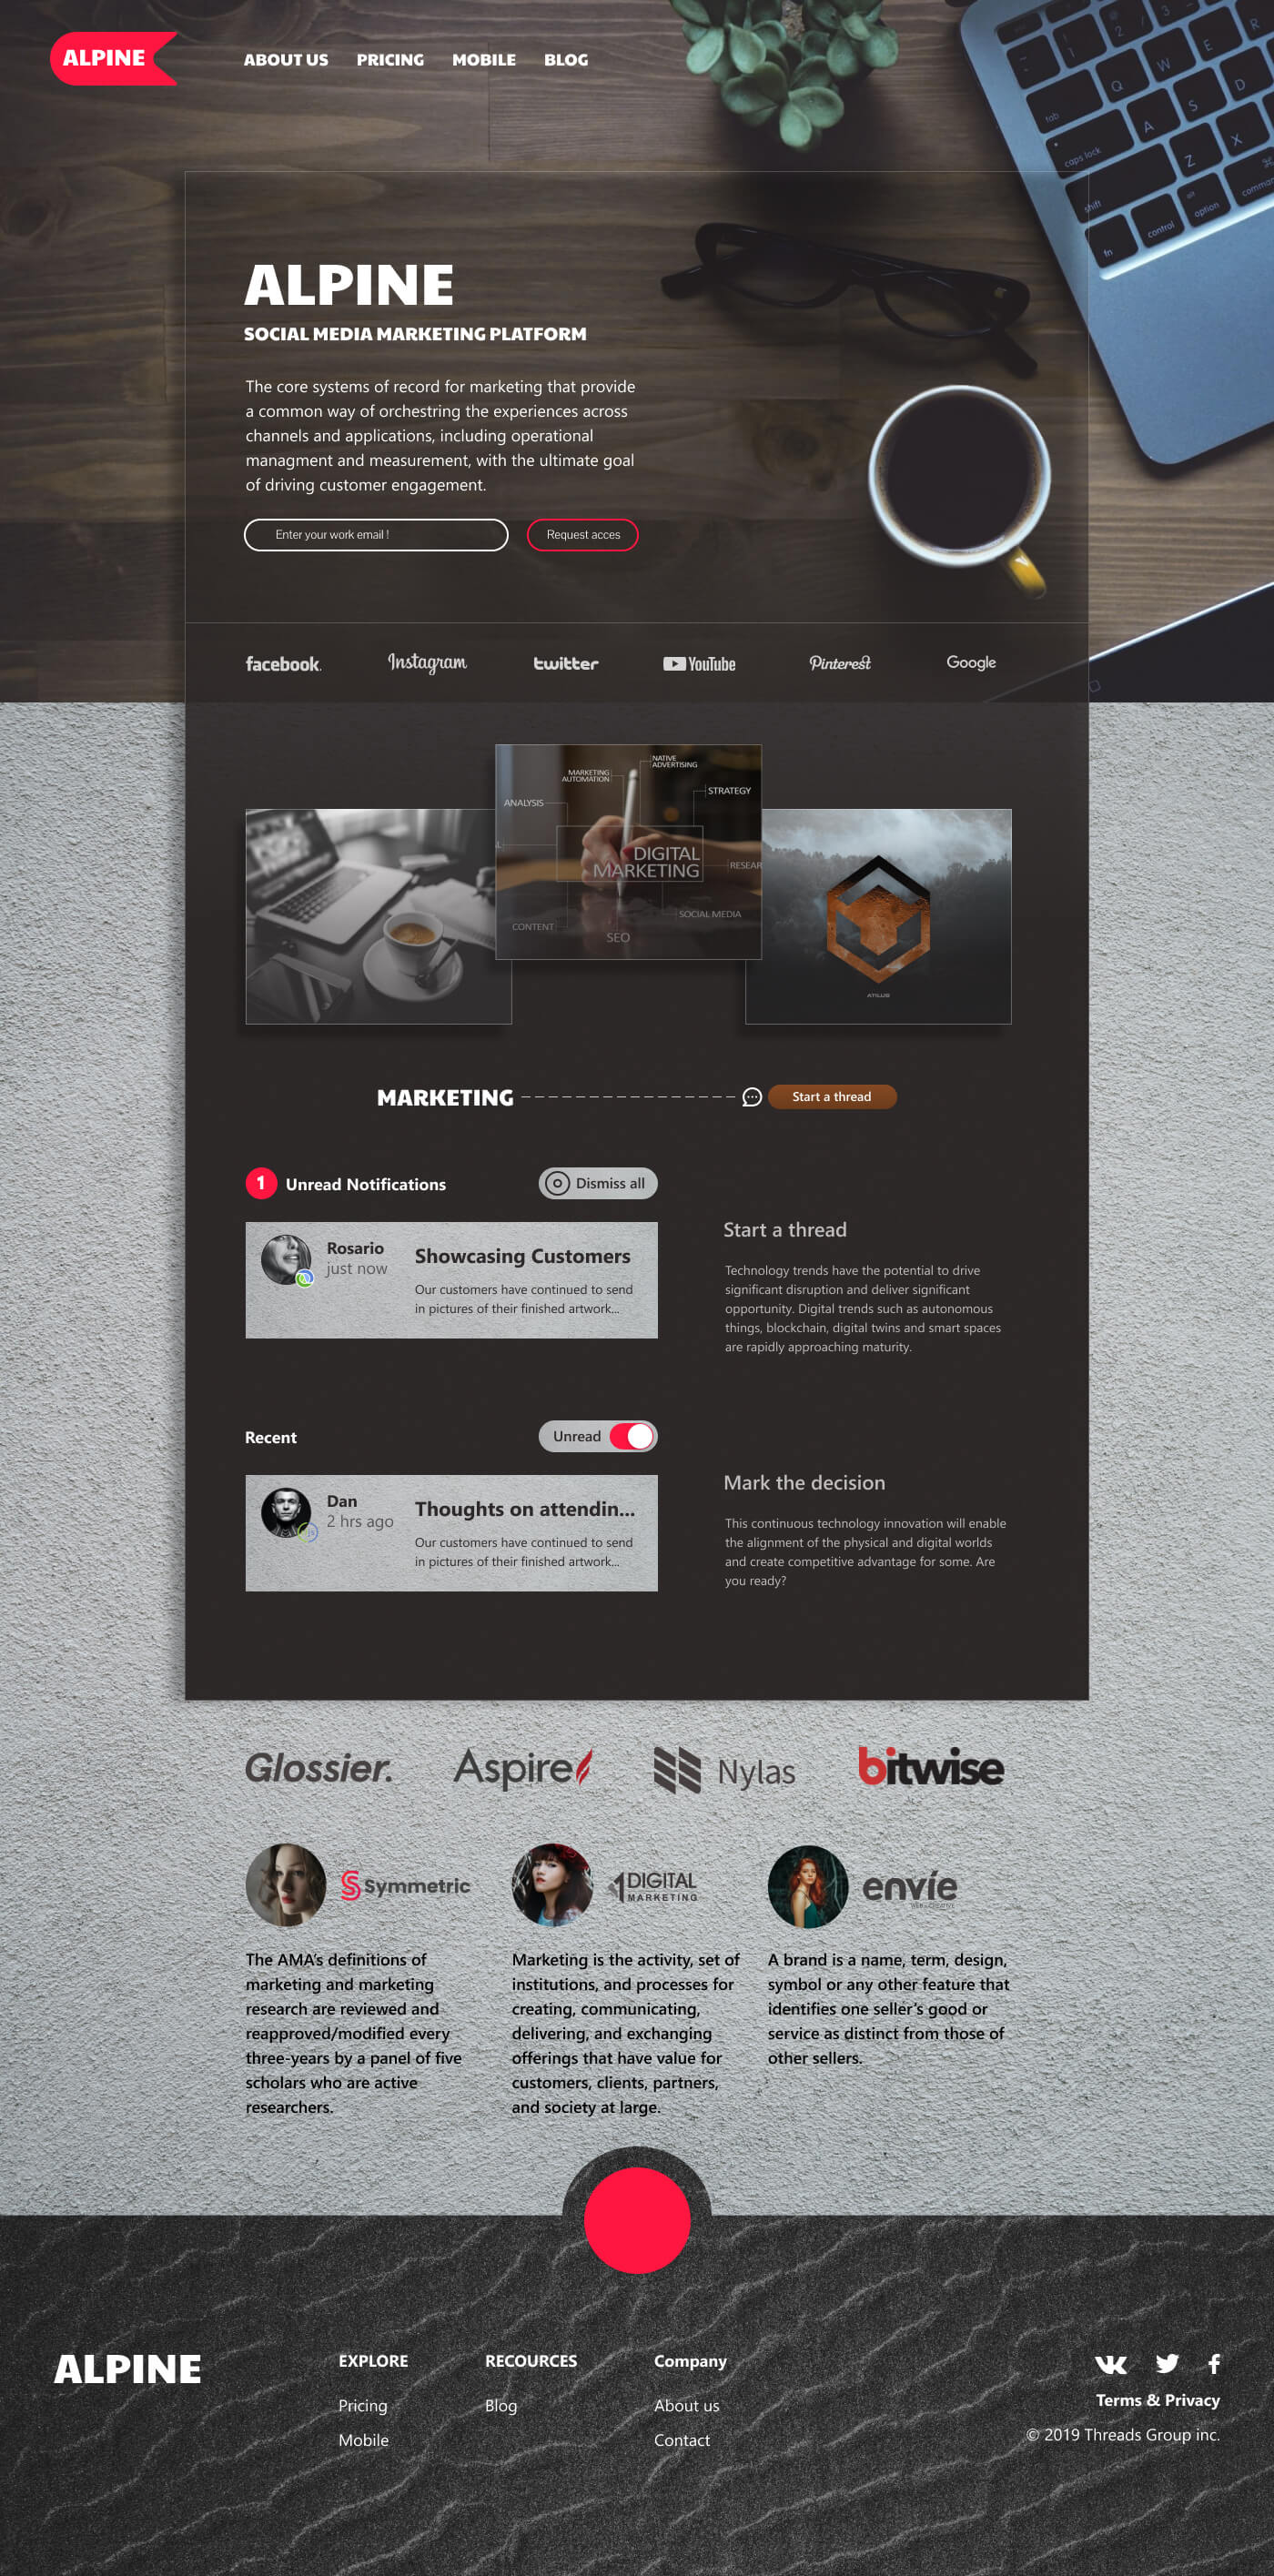 ALPINE
ABOUT US PRICING MOBILE BLOG
tab
caps lock
shift
fn
control
option
command
1
2
Q
W
E
R
A
S
D
Z
X
ALPINE
SOCIAL MEDIA MARKETING PLATFORM
The core systems of record for marketing that provide
a common way of orchestring the experiences across
channels and applications, including operational
managment and measurement, with the ultimate goal
of driving customer engagement.
Enter your work email !
Request acces
facebook.
Instagram
twitter
YouTube
Pinterest
Google
NATIVE
ADVERTISING
MARKETING
AUTOMATION
STRATEGY
ANALYSIS
DIGITAL
MARKETING
RESEAR
SOCIAL MEDIA
CONTENT
SEO
ATILUS
MARKETING
Start a thread
1 Unread Notifications
Dismiss all
Rosario
just now
Showcasing Customers
Our customers have continued to send
in pictures of their finished artwork...
Start a thread
Technology trends have the potential to drive
significant disruption and deliver significant
opportunity. Digital trends such as autonomous
things, blockchain, digital twins and smart spaces
are rapidly approaching maturity.
Recent
Unread
Dan
2 hrs ago
Thoughts on attendin...
Our customers have continued to send
in pictures of their finished artwork...
Mark the decision
This continuous technology innovation will enable
the alignment of the physical and digital worlds
and create competitive advantage for some. Are
you ready?
Glossier.
Aspire
Nylas
bitwise
Symmetric
The AMA's definitions of
marketing and marketing
research are reviewed and
reapproved/modified every
three-years by a panel of five
scholars who are active
researchers.
1DIGITAL
MARKETING
Marketing is the activity, set of
institutions, and processes for
creating, communicating,
delivering, and exchanging
offerings that have value for
customers, clients, partners,
and society at large.
envíe
A brand is a name, term, design,
symbol or any other feature that
identifies one seller's good or
service as distinct from those of
other sellers.
ALPINE
EXPLORE
Pricing
Mobile
RECOURCES
Blog
Company
About us
Contact
Terms & Privacy
© 2019 Threads Group inc.